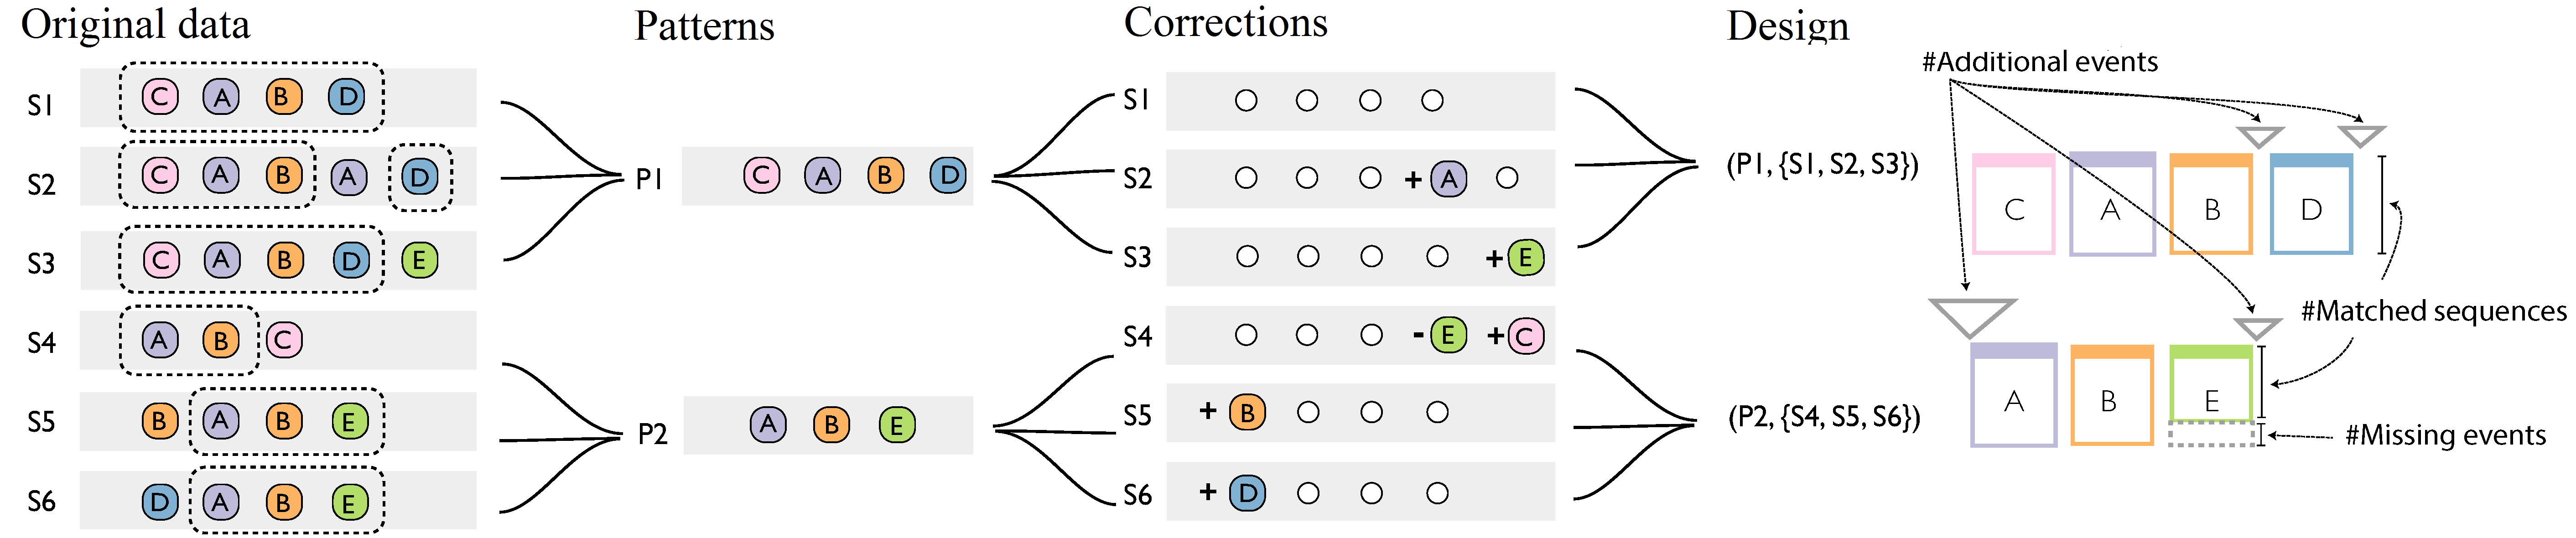 Original data Patterns Corrections Design
S1 C A B D
S2 C A B A D
S3 C A B D E
S4 A B C
S5 B A B E
S6 D A B E
P1 C A B D
P2 A B E
S1
S2 + A
S3 + E
S4 - E + C
S5 + B
S6 + D
(P1, {S1, S2, S3})
(P2, {S4, S5, S6})
#Additional events
C A B D
#Matched sequences
A B E
#Missing events